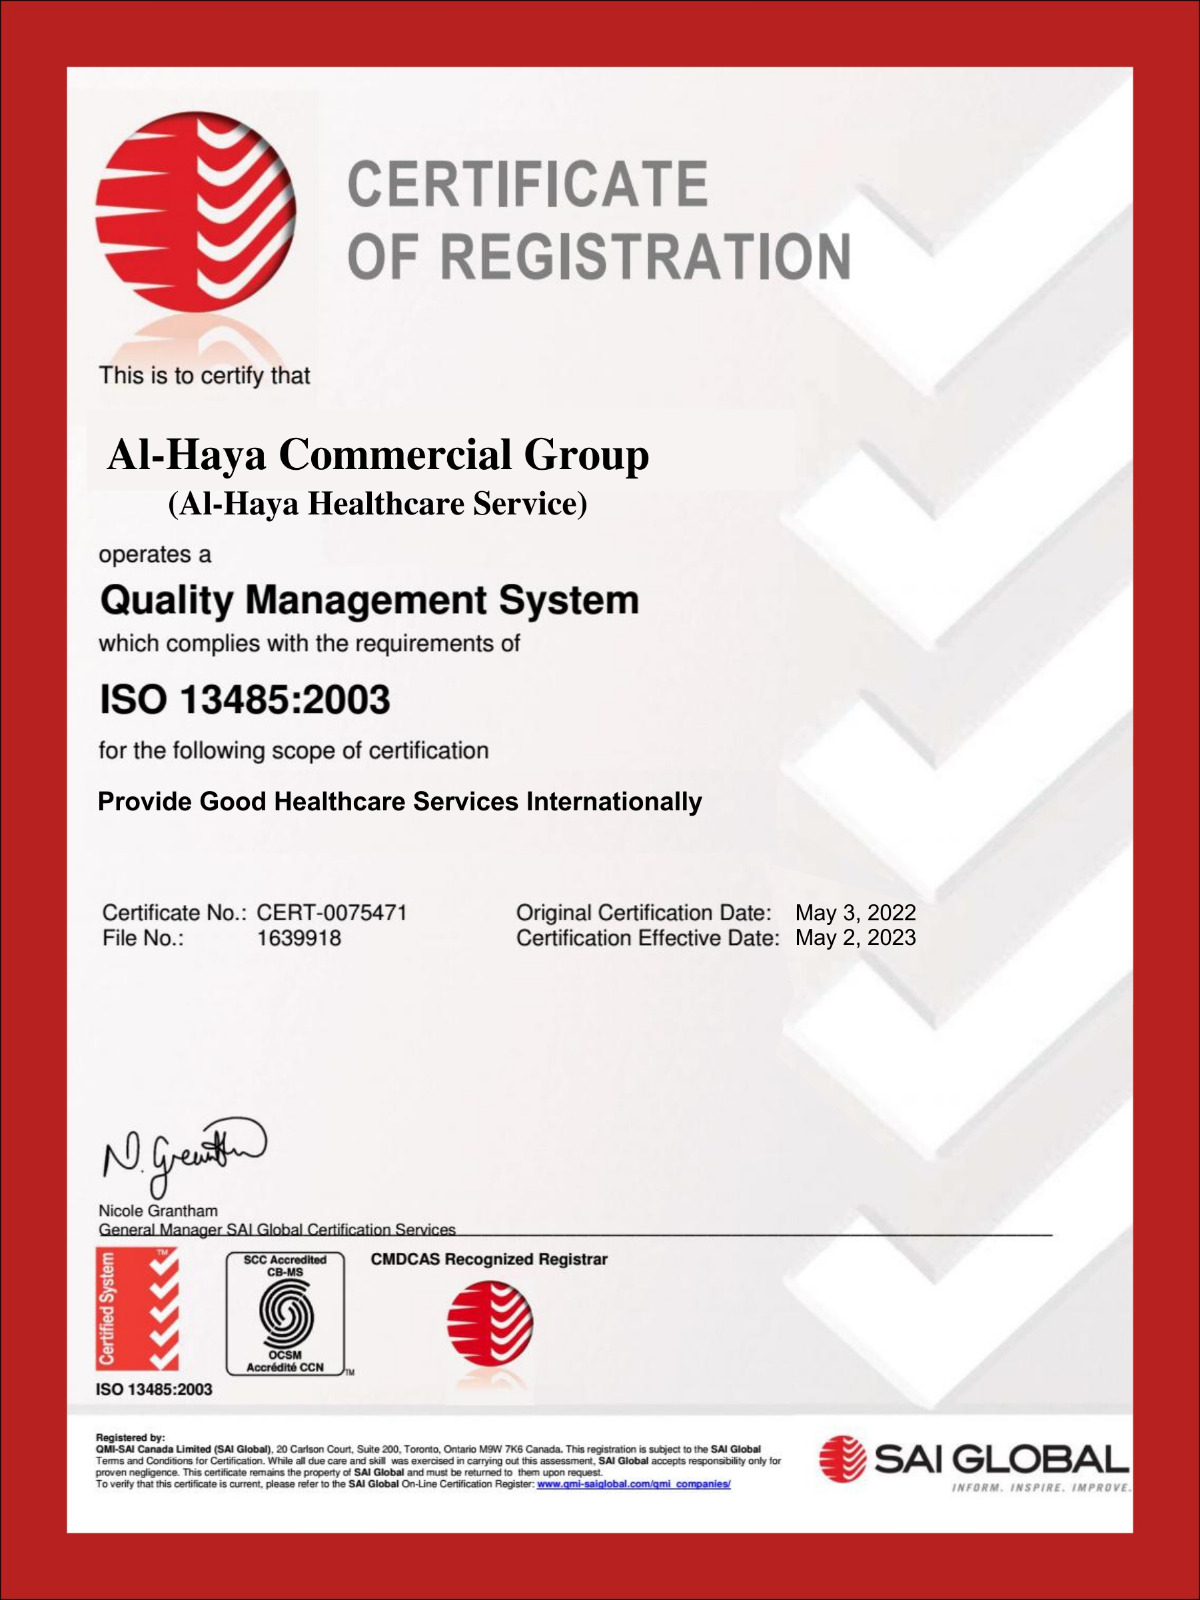 CERTIFICATE
OF REGISTRATION
This is to certify that
Al-Haya Commercial Group
(Al-Haya Healthcare Service)
operates a
Quality Management System
which complies with the requirements of
ISO 13485:2003
for the following scope of certification
Provide Good Healthcare Services Internationally
Certificate No.: CERT-0075471 Original Certification Date: May 3, 2022
File No.: 1639918 Certification Effective Date: May 2, 2023
N. Grantham
Nicole Grantham
General Manager SAI Global Certification Services
Certified System TM
ISO 13485:2003
SCC Accredited
CB-MS
OCSM
Accrédité CCN TM
CMDCAS Recognized Registrar
Registered by:
QMI-SAI Canada Limited (SAI Global), 20 Carlson Court, Suite 200, Toronto, Ontario M9W 7K6 Canada. This registration is subject to the SAI Global
Terms and Conditions for Certification. While all due care and skill was exercised in carrying out this assessment, SAI Global accepts responsibility only for
proven negligence. This certificate remains the property of SAI Global and must be returned to them upon request.
To verify that this certificate is current, please refer to the SAI Global On-Line Certification Register: www.qmi-saiglobal.com/qmi_companies/
SAI GLOBAL
INFORM. INSPIRE. IMPROVE.